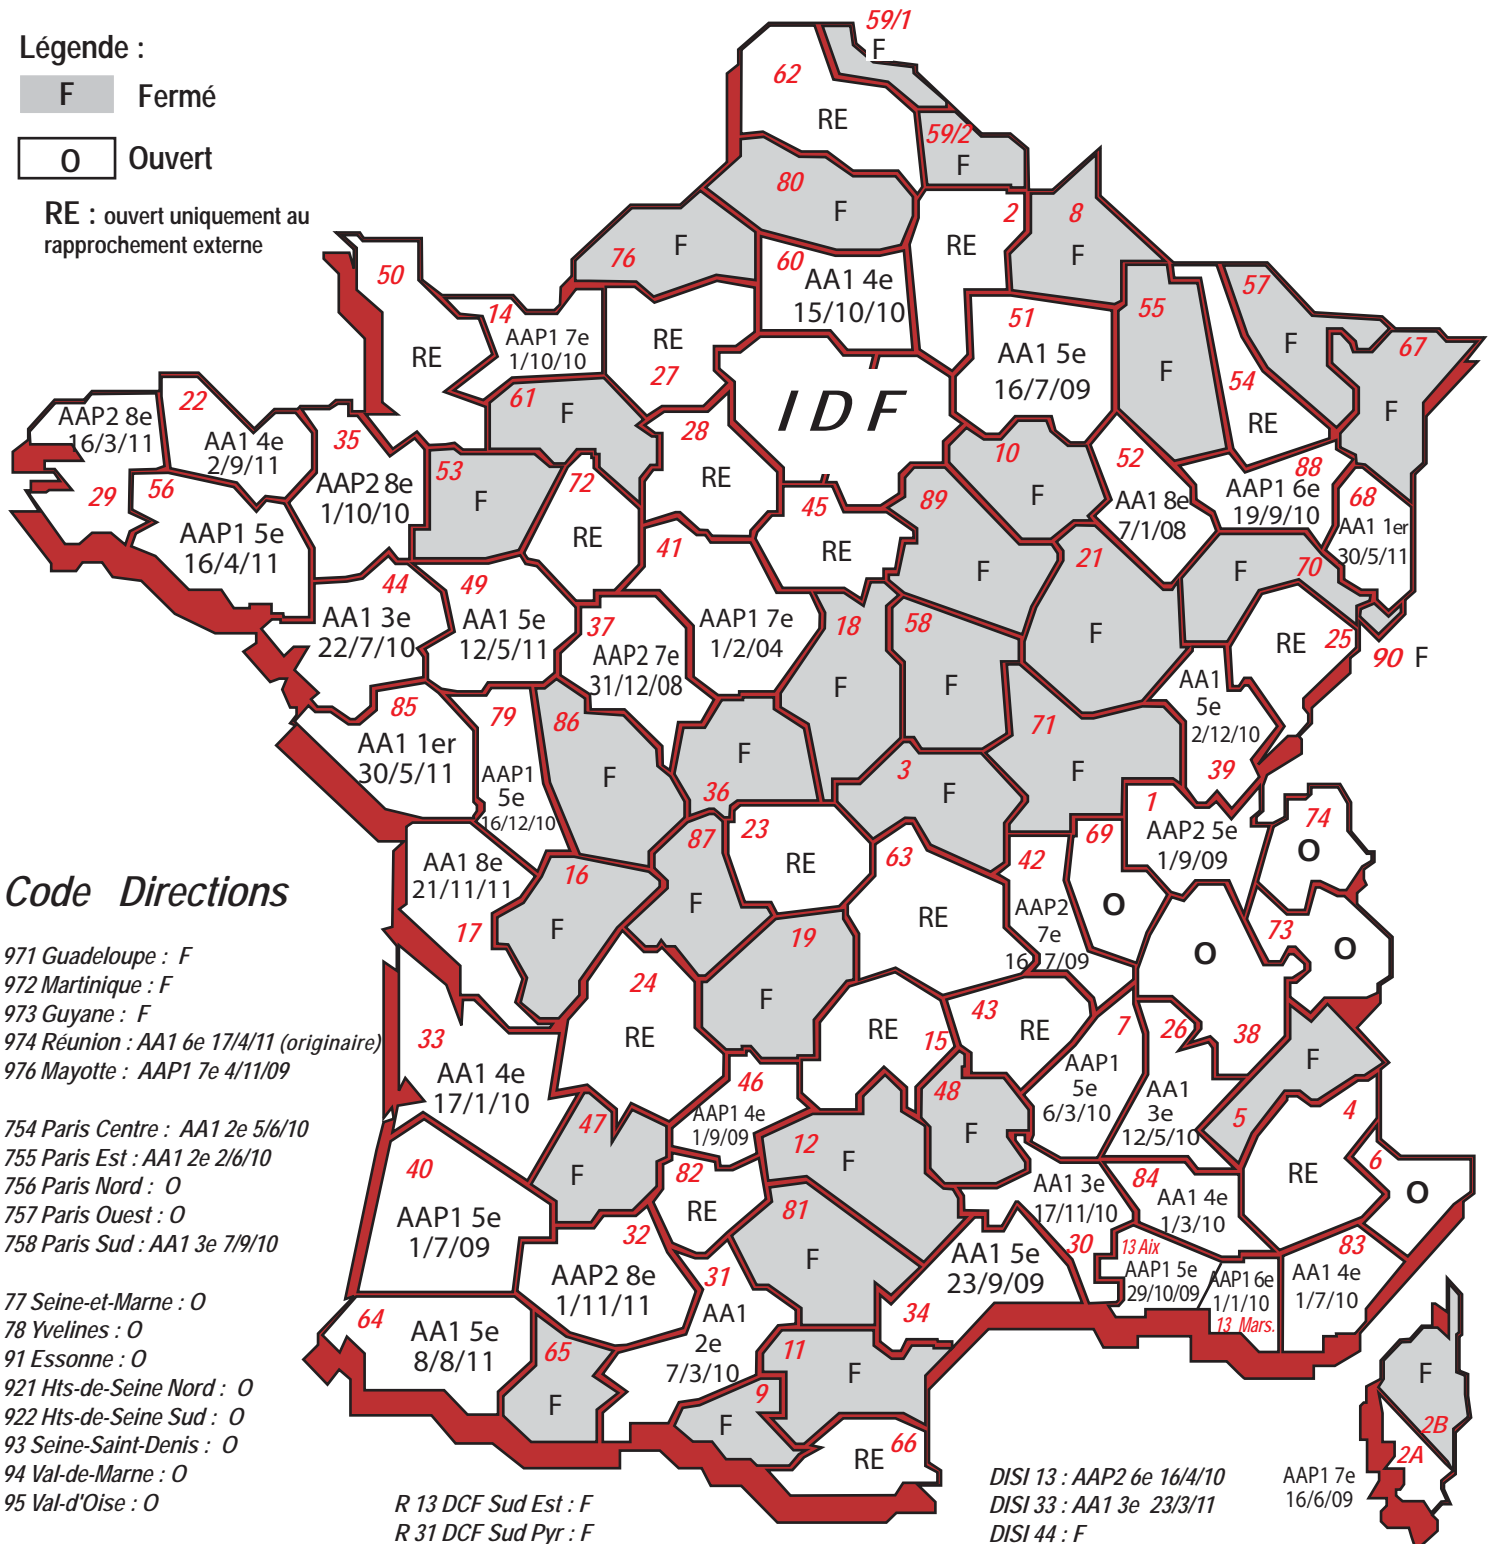 Légende :
F Fermé
O Ouvert
RE : ouvert uniquement au
rapprochement externe
59/1
F
62
RE
59/2
F
80
F
2
RE
8
F
76
F
60
AA1 4e
15/10/10
50
RE
14
AAP1 7e
1/10/10
RE
27
51
AA1 5e
16/7/09
55
F
57
F
54
RE
67
F
IDF
61
F
28
RE
AAP2 8e
16/3/11
29
22
AA1 4e
2/9/11
35
AAP2 8e
1/10/10
56
AAP1 5e
16/4/11
53
F
72
RE
45
RE
89
F
10
F
52
AA1 8e
7/1/08
88
AAP1 6e
19/9/10
68
AA1 1er
30/5/11
F
70
21
F
41
AAP1 7e
1/2/04
44
AA1 3e
22/7/10
49
AA1 5e
12/5/11
37
AAP2 7e
31/12/08
18
F
58
F
RE
25
90 F
AA1
5e
2/12/10
39
85
AA1 1er
30/5/11
79
AAP1
5e
16/12/10
86
F
F
36
3
F
71
F
1
AAP2 5e
1/9/09
69
O
74
O
73
O
42
AAP2
7e
16 7/09
23
RE
63
RE
87
F
AA1 8e
21/11/11
17
16
F
19
F
24
RE
33
AA1 4e
17/1/10
RE
15
43
RE
7
AAP1
5e
6/3/10
26
AA1
3e
12/5/10
O
38
F
5
4
RE
6
O
46
AAP1 4e
1/9/09
48
F
47
F
12
F
40
AAP1 5e
1/7/09
82
RE
81
F
32
AAP2 8e
1/11/11
31
AA1
2e
7/3/10
AA1 3e
17/11/10
30
84
AA1 4e
1/3/10
AA1 5e
23/9/09
34
13 Aix
AAP1 5e
29/10/09
AAP1 6e
1/1/10
13 Mars.
83
AA1 4e
1/7/10
64
AA1 5e
8/8/11
65
F
11
F
9
F
RE
66
F
2B
2A
AAP1 7e
16/6/09
Code Directions
971 Guadeloupe : F
972 Martinique : F
973 Guyane : F
974 Réunion : AA1 6e 17/4/11 (originaire)
976 Mayotte : AAP1 7e 4/11/09
754 Paris Centre : AA1 2e 5/6/10
755 Paris Est : AA1 2e 2/6/10
756 Paris Nord : O
757 Paris Ouest : O
758 Paris Sud : AA1 3e 7/9/10
77 Seine-et-Marne : O
78 Yvelines : O
91 Essonne : O
921 Hts-de-Seine Nord : O
922 Hts-de-Seine Sud : O
93 Seine-Saint-Denis : O
94 Val-de-Marne : O
95 Val-d'Oise : O
R 13 DCF Sud Est : F
R 31 DCF Sud Pyr : F
DISI 13 : AAP2 6e 16/4/10
DISI 33 : AA1 3e 23/3/11
DISI 44 : F